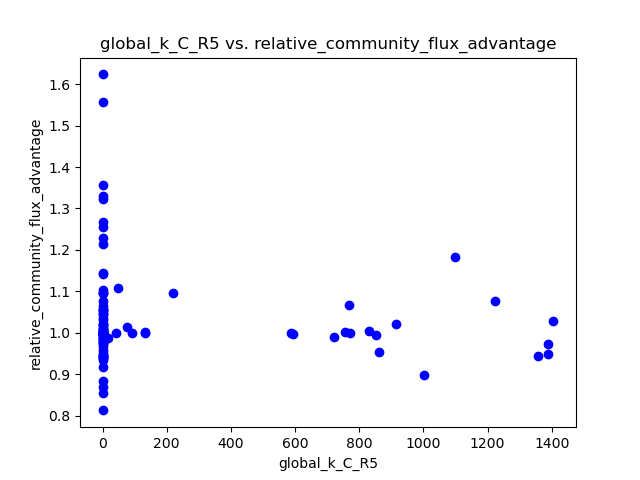 global_k_C_R5 vs. relative_community_flux_advantage
relative_community_flux_advantage
1.6
1.5
1.4
1.3
1.2
1.1
1.0
0.9
0.8
0 200 400 600 800 1000 1200 1400
global_k_C_R5